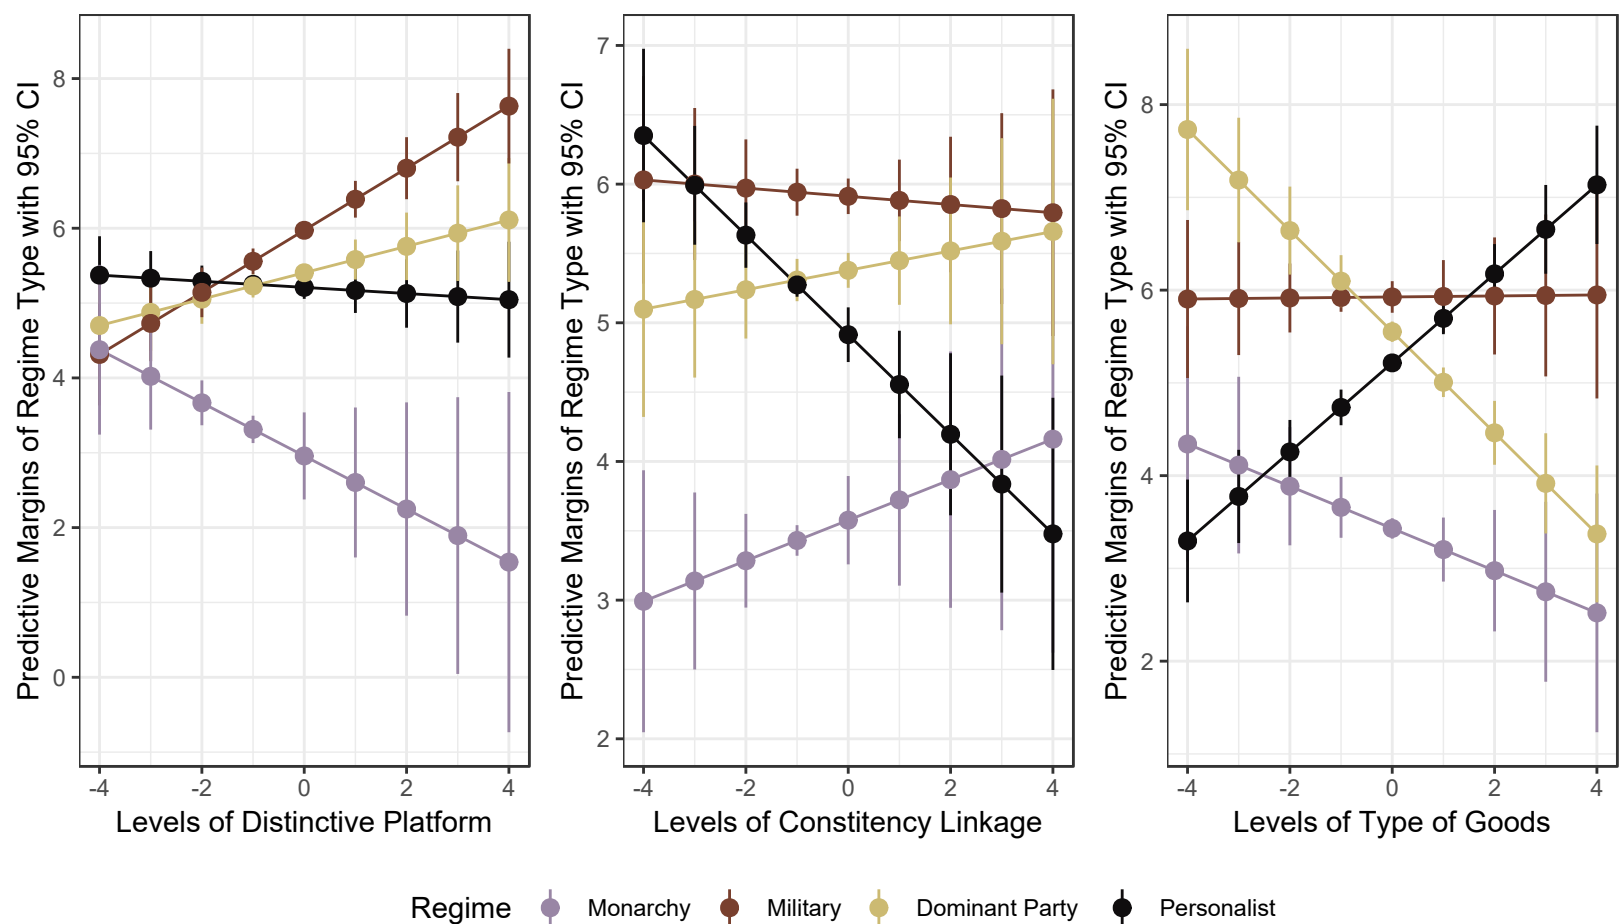 Predictive Margins of Regime Type with 95% CI
8
6
4
2
0
-4 -2 0 2 4
Levels of Distinctive Platform
Predictive Margins of Regime Type with 95% CI
7
6
5
4
3
2
-4 -2 0 2 4
Levels of Constitency Linkage
Predictive Margins of Regime Type with 95% CI
8
6
4
2
-4 -2 0 2 4
Levels of Type of Goods
Regime Monarchy Military Dominant Party Personalist